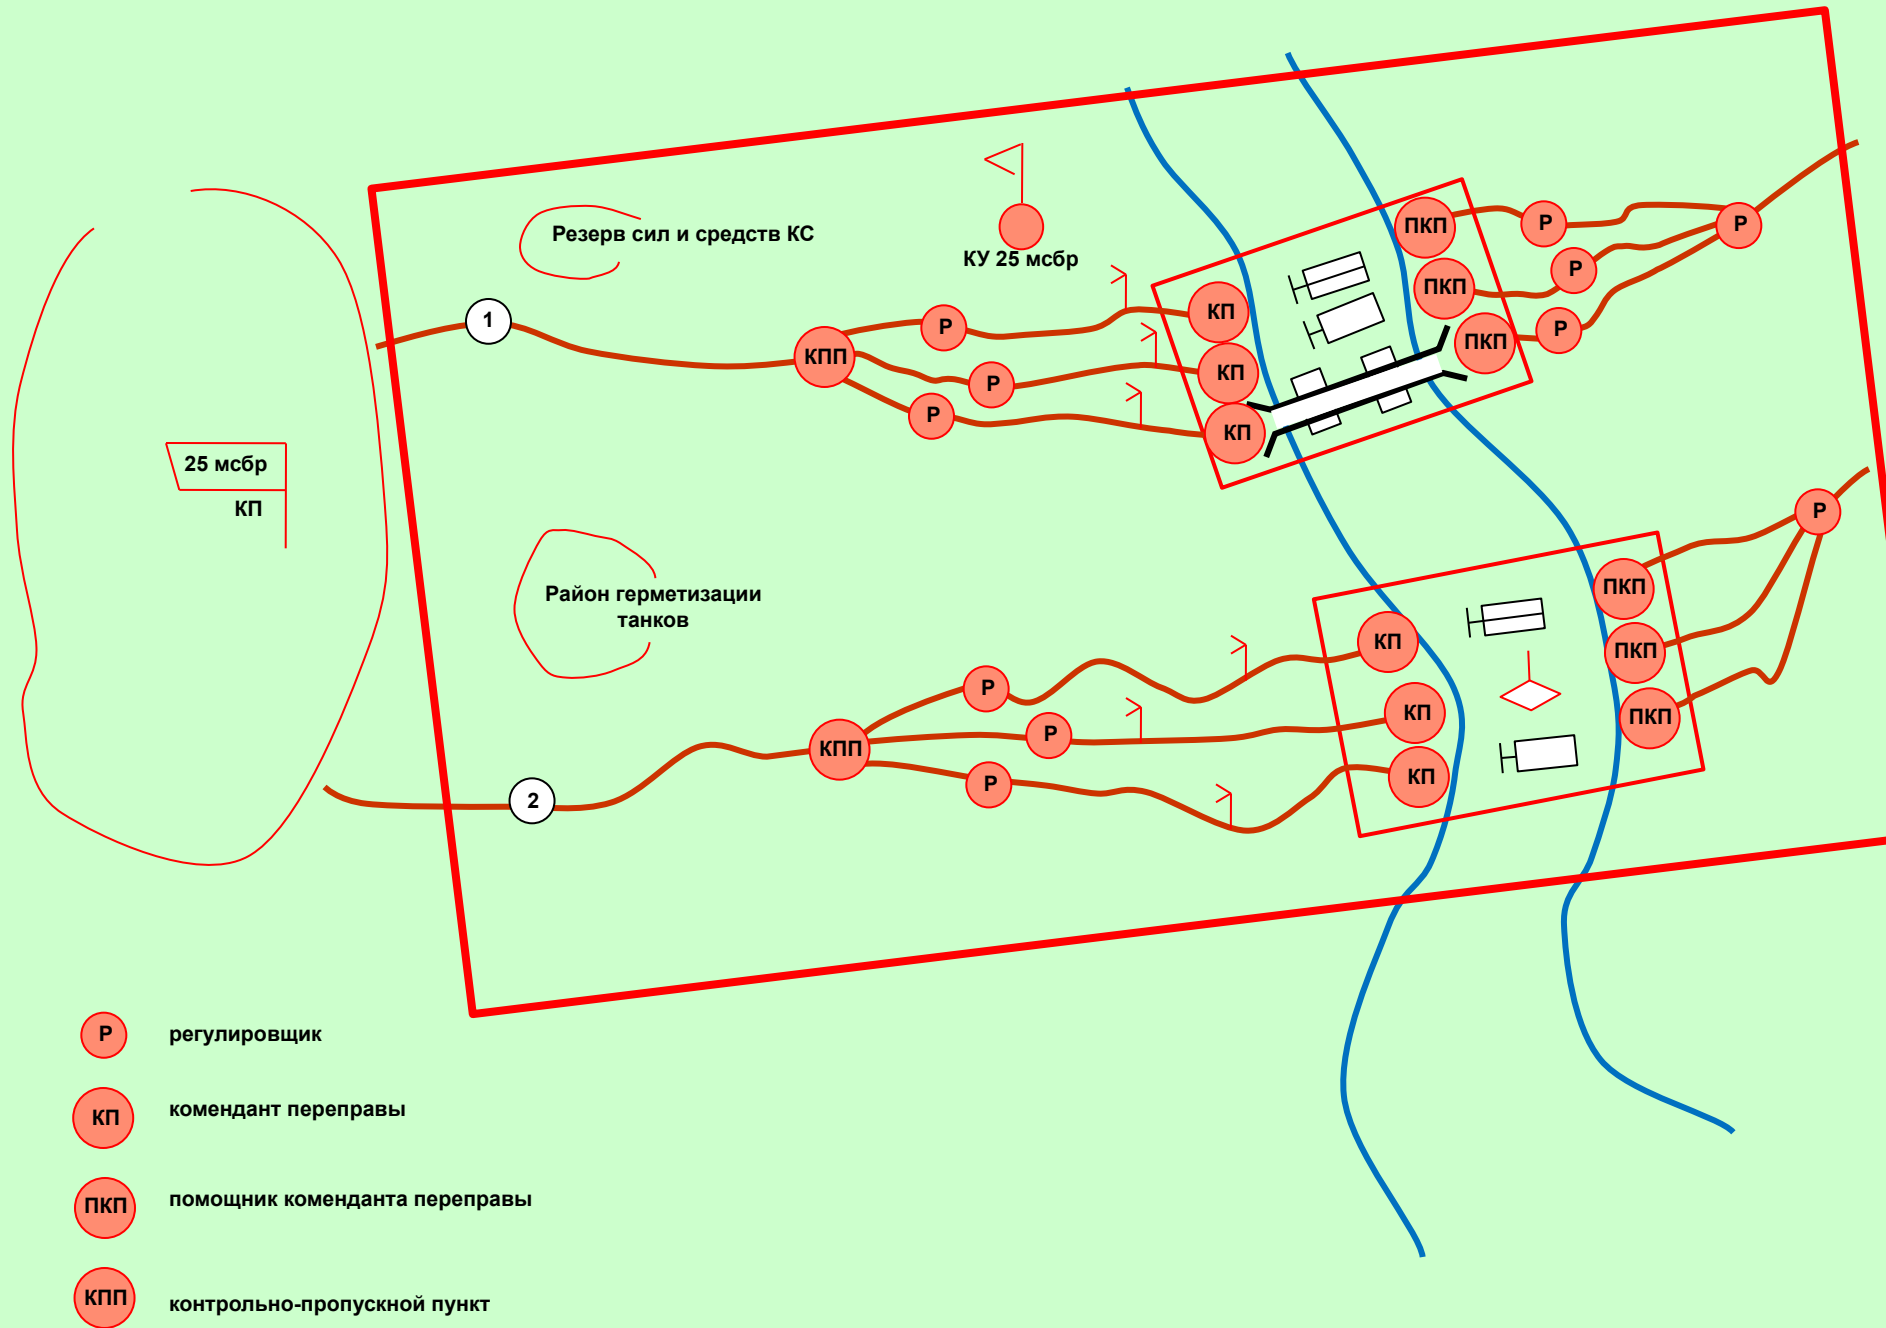 Резерв сил и средств КС
КУ 25 мсбр
ПКП
Р
Р
ПКП
Р
ПКП
Р
1
КПП
Р
Р
Р
КП
КП
КП
25 мсбр
КП
Район герметизации
танков
Р
ПКП
ПКП
ПКП
КП
КП
КП
Р
Р
Р
КПП
2
Р регулировщик
КП комендант переправы
ПКП помощник коменданта переправы
КПП контрольно-пропускной пункт